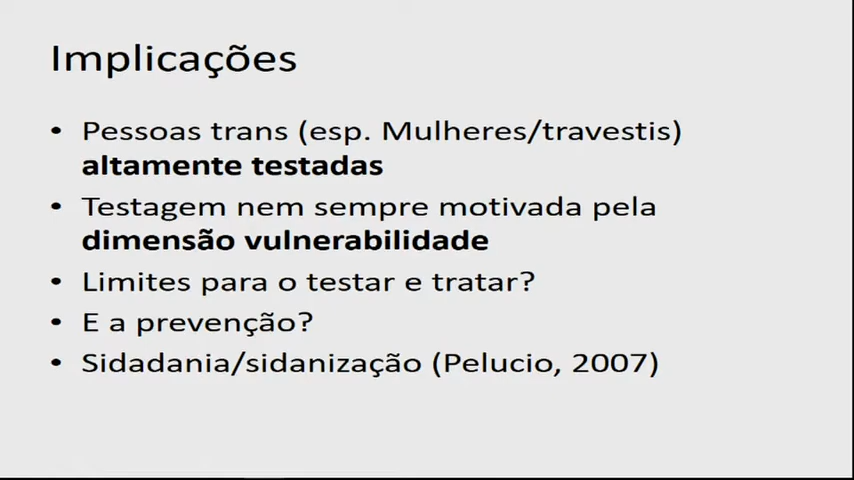 Implicações
• Pessoas trans (esp. Mulheres/travestis)
altamente testadas
• Testagem nem sempre motivada pela
dimensão vulnerabilidade
• Limites para o testar e tratar?
• E a prevenção?
• Sidadania/sidanização (Pelucio, 2007)